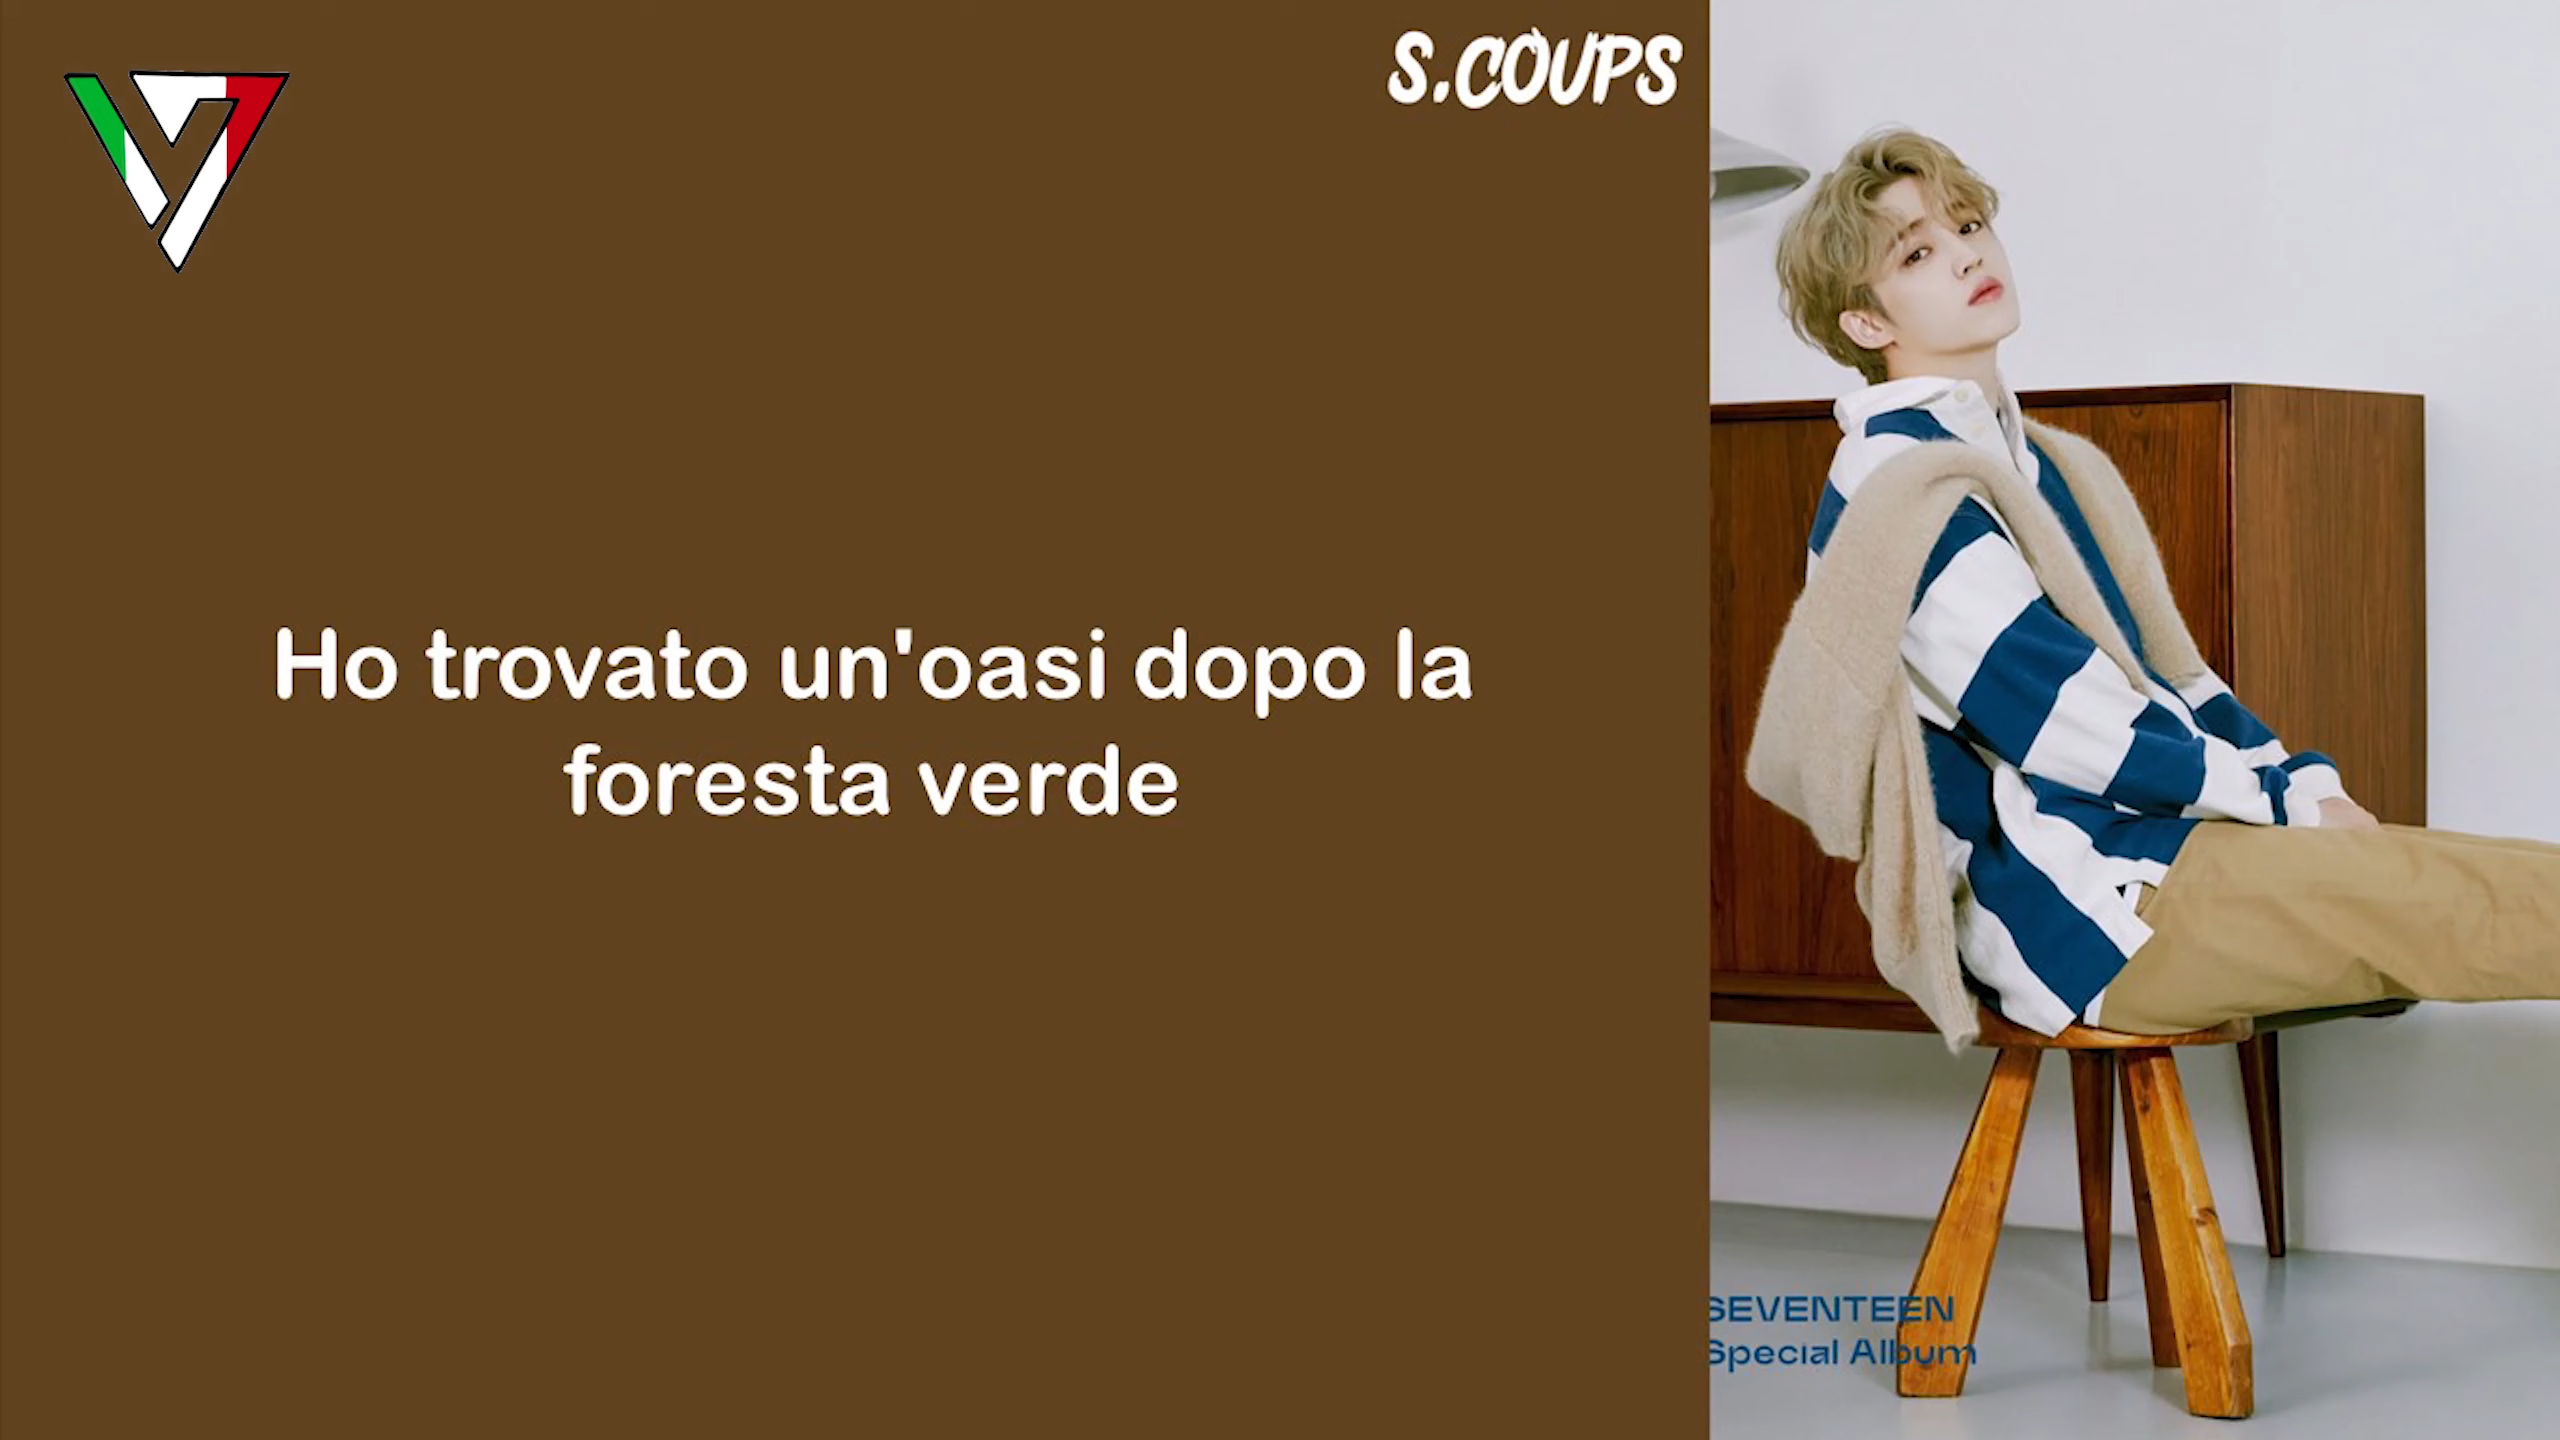 S.COUPS
Ho trovato un'oasi dopo la
foresta verde
SEVENTEEN
Special Album